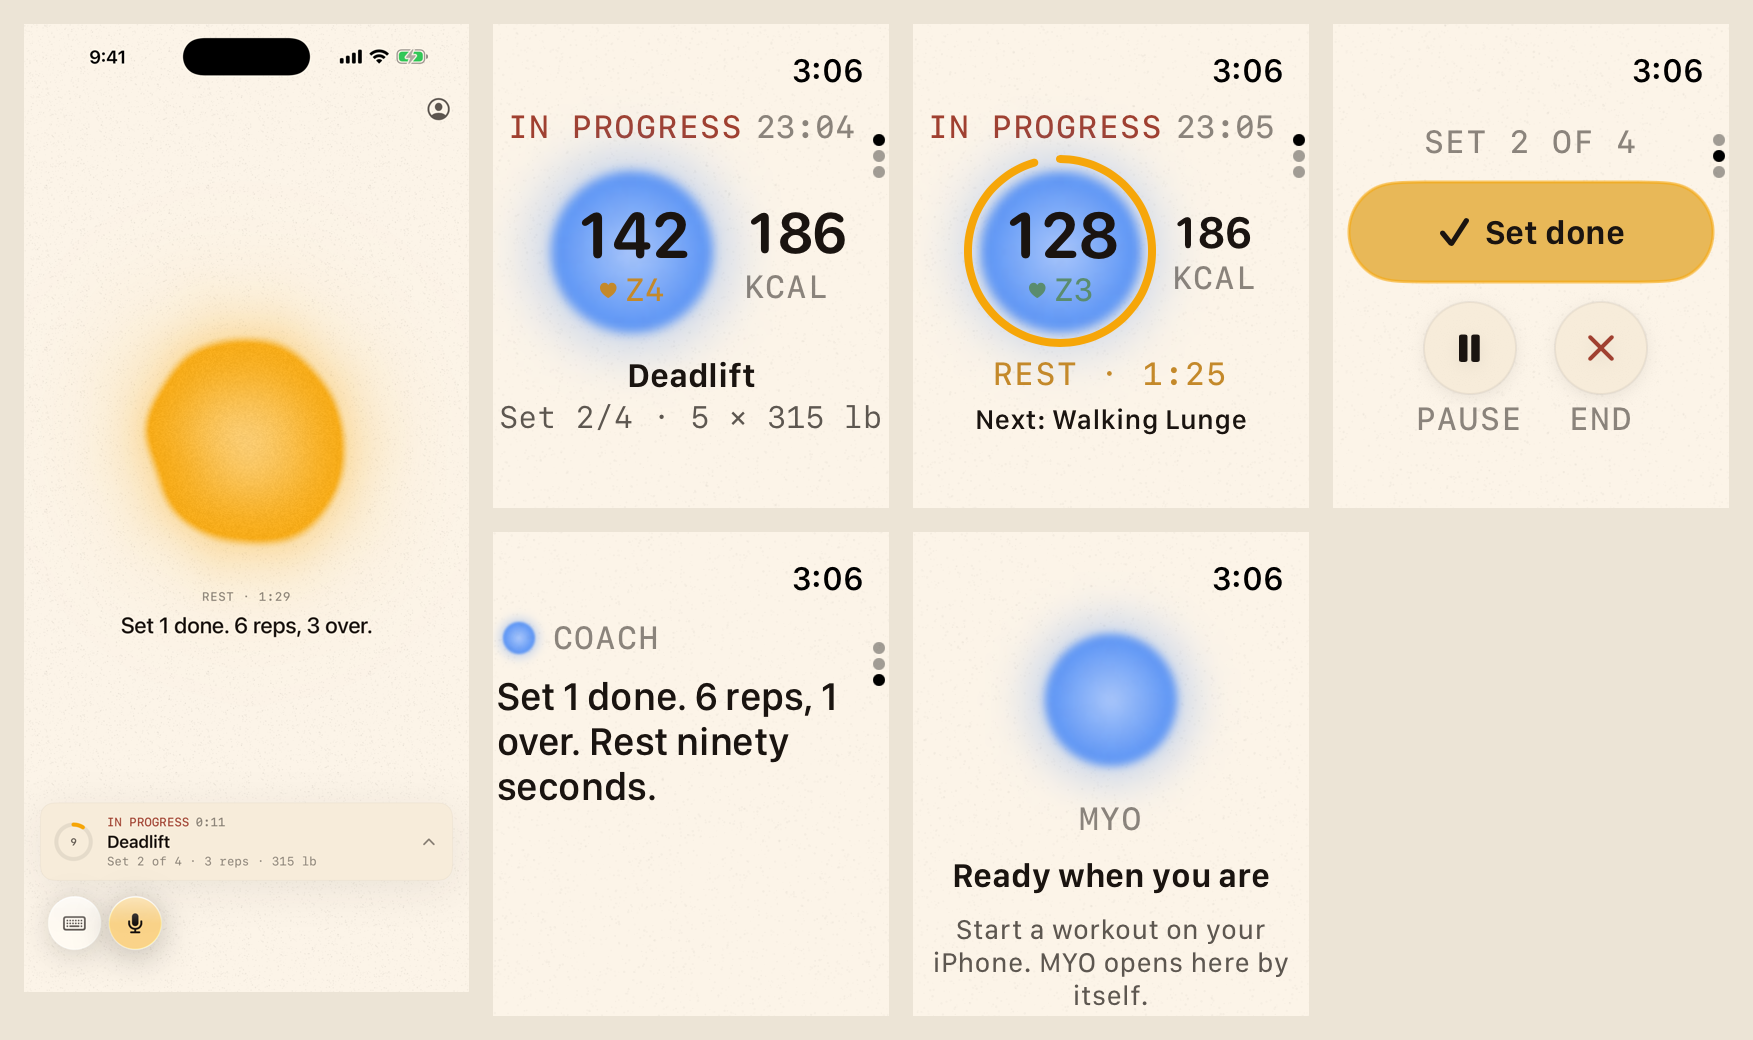 9:41
REST · 1:29
Set 1 done. 6 reps, 3 over.
9
IN PROGRESS 0:11
Deadlift
Set 2 of 4 · 3 reps · 315 lb
3:06
IN PROGRESS 23:04
142
Z4
186
KCAL
Deadlift
Set 2/4 · 5 × 315 lb
3:06
IN PROGRESS 23:05
128
Z3
186
KCAL
REST · 1:25
Next: Walking Lunge
3:06
SET 2 OF 4
Set done
PAUSE END
3:06
COACH
Set 1 done. 6 reps, 1
over. Rest ninety
seconds.
3:06
MYO
Ready when you are
Start a workout on your
iPhone. MYO opens here by
itself.